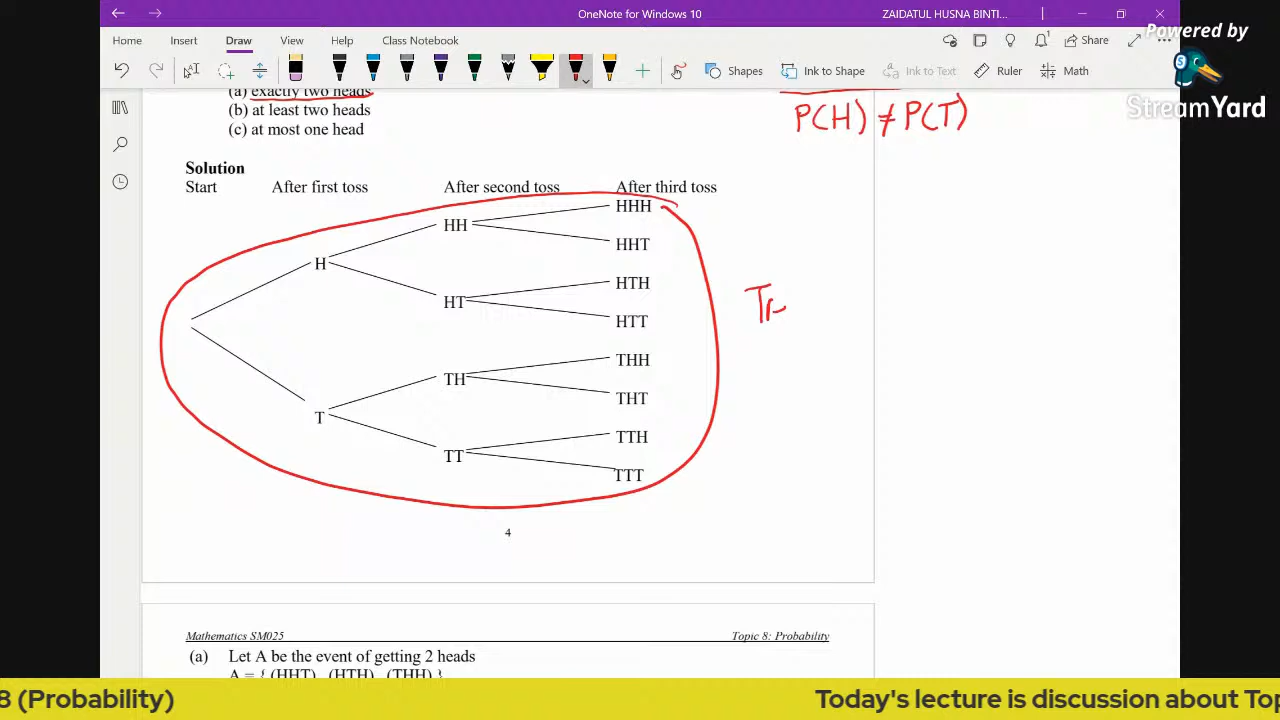 OneNote for Windows 10
ZAIDATUL HUSNA BINTI...
Powered by
StreamYard
Home Insert Draw View Help Class Notebook
Share
Shapes Ink to Shape Ink to Text Ruler Math
(a) exactly two heads
(b) at least two heads
(c) at most one head
P(H) ≠ P(T)
Solution
Start After first toss After second toss After third toss
HHH
HH
HHT
H
HTH
HT
HTT
THH
TH
THT
T
TTH
TT
TTT
4
Mathematics SM025 Topic 8: Probability
(a) Let A be the event of getting 2 heads
A = { (HHT) (HTH) (THH) }
8 (Probability) Today's lecture is discussion about Top